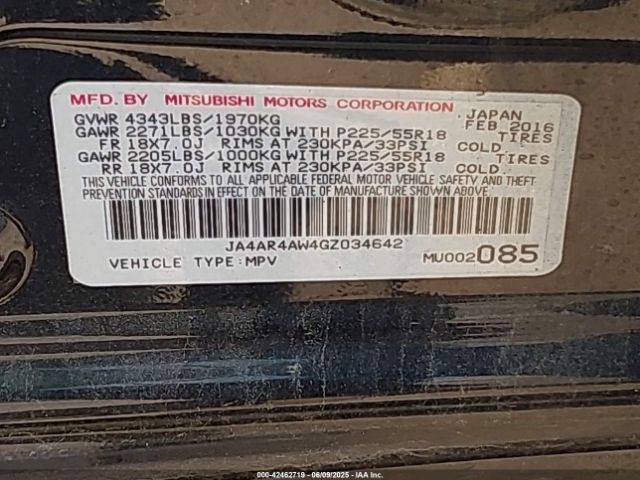 MFD. BY MITSUBISHI MOTORS CORPORATION
GVWR 4343LBS/1970KG JAPAN FEB 2016
GAWR 2271LBS/1030KG WITH P225/55R18 TIRES
FR 18X7.0J RIMS AT 230KPA/33PSI COLD.
GAWR 2205LBS/1000KG WITH P225/55R18 TIRES
RR 18X7.0J RIMS AT 230KPA/33PSI COLD.
THIS VEHICLE CONFORMS TO ALL APPLICABLE FEDERAL MOTOR VEHICLE SAFETY AND THEFT
PREVENTION STANDARDS IN EFFECT ON THE DATE OF MANUFACTURE SHOWN ABOVE.
JA4AR4AW4GZ034642
VEHICLE TYPE:MPV MU002085
000-42462719 - 06/09/2025 - IAAI.COM